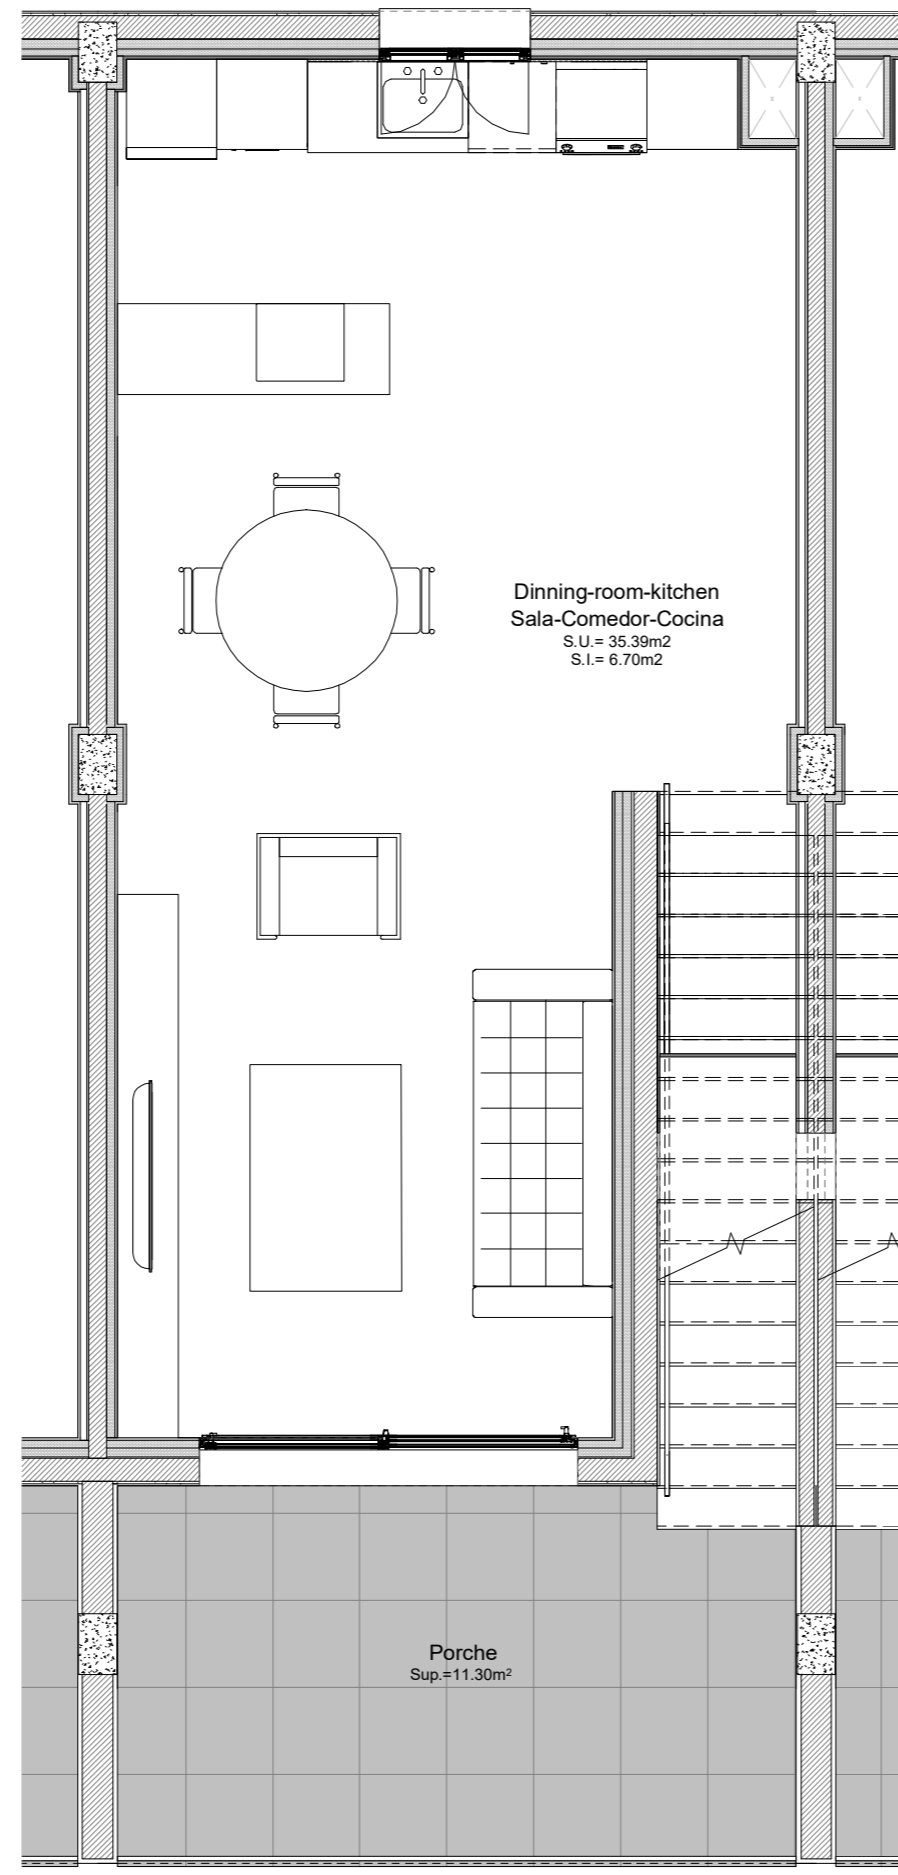 Dinning-room-kitchen
Sala-Comedor-Cocina
S.U.= 35.39m2
S.I.= 6.70m2
Porche
Sup.=11.30m²